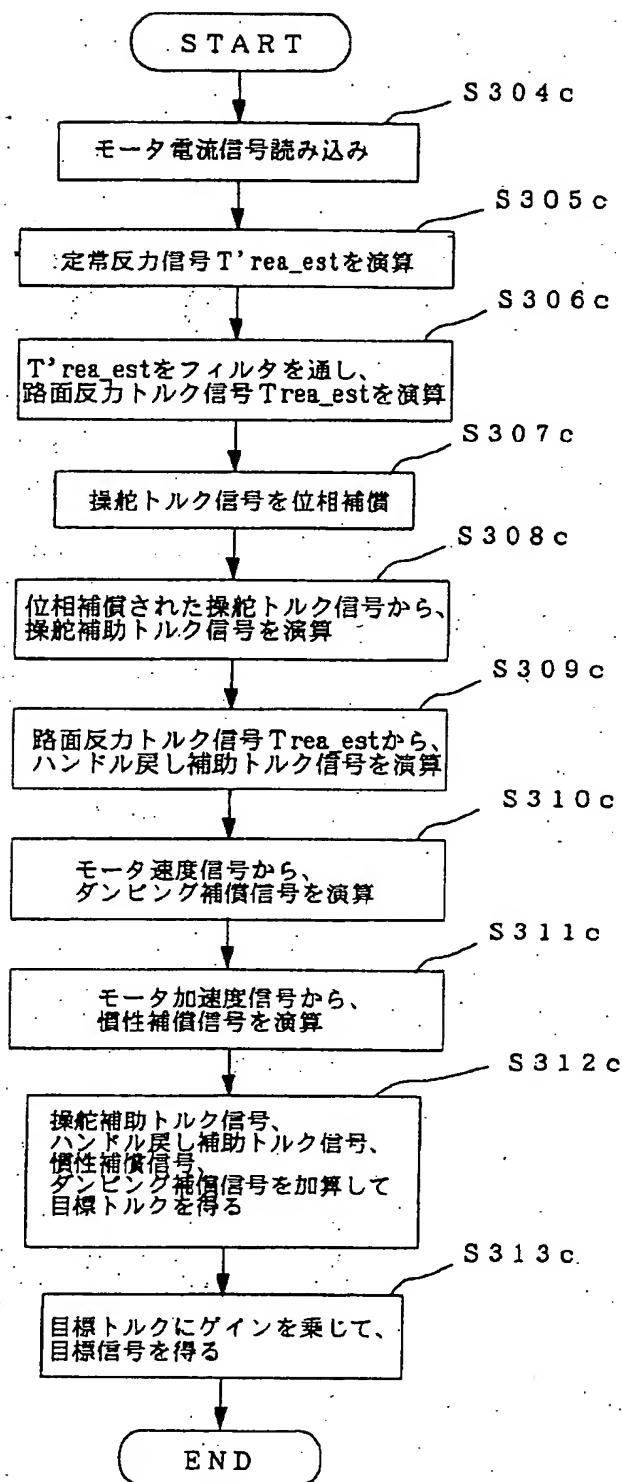 START
S304c
モータ電流信号読み込み
S305c
定常反力信号T'rea_estを演算
S306c
T'rea_estをフィルタを通し、
路面反力トルク信号Trea_estを演算
S307c
操舵トルク信号を位相補償
S308c
位相補償された操舵トルク信号から、
操舵補助トルク信号を演算
S309c
路面反力トルク信号Trea_estから、
ハンドル戻し補助トルク信号を演算
S310c
モータ速度信号から、
ダンピング補償信号を演算
S311c
モータ加速度信号から、
慣性補償信号を演算
S312c
操舵補助トルク信号、
ハンドル戻し補助トルク信号、
慣性補償信号、
ダンピング補償信号を加算して
目標トルクを得る
S313c
目標トルクにゲインを乗じて、
目標信号を得る
END